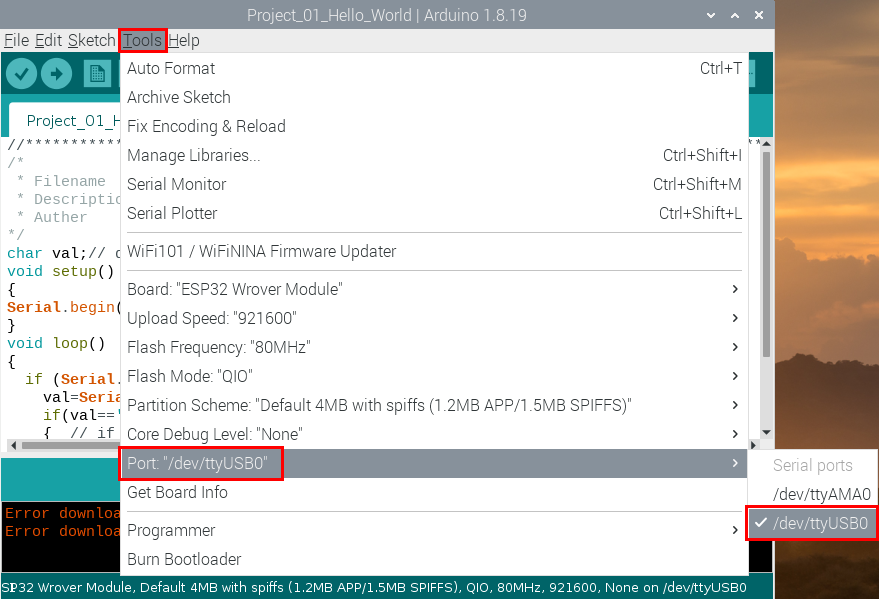 Project_01_Hello_World | Arduino 1.8.19
File Edit Sketch Tools Help
Auto Format Ctrl+T
Archive Sketch
Project_01_H
Fix Encoding & Reload
//***********
/*
Manage Libraries... Ctrl+Shift+I
* Filename
Serial Monitor Ctrl+Shift+M
* Descriptio
Serial Plotter Ctrl+Shift+L
* Auther
*/
char val;//
WiFi101 / WiFiNINA Firmware Updater
void setup()
{
Board: "ESP32 Wrover Module"
Serial.begin(
Upload Speed: "921600"
}
void loop()
Flash Frequency: "80MHz"
{
if (Serial.
Flash Mode: "QIO"
val=Seria
Partition Scheme: "Default 4MB with spiffs (1.2MB APP/1.5MB SPIFFS)"
if(val=='
{ // if
Core Debug Level: "None"
Port: "/dev/ttyUSB0"
Serial ports
Get Board Info
/dev/ttyAMA0
Error downloa
/dev/ttyUSB0
Error downloa
Programmer
Burn Bootloader
SP32 Wrover Module, Default 4MB with spiffs (1.2MB APP/1.5MB SPIFFS), QIO, 80MHz, 921600, None on /dev/ttyUSB0